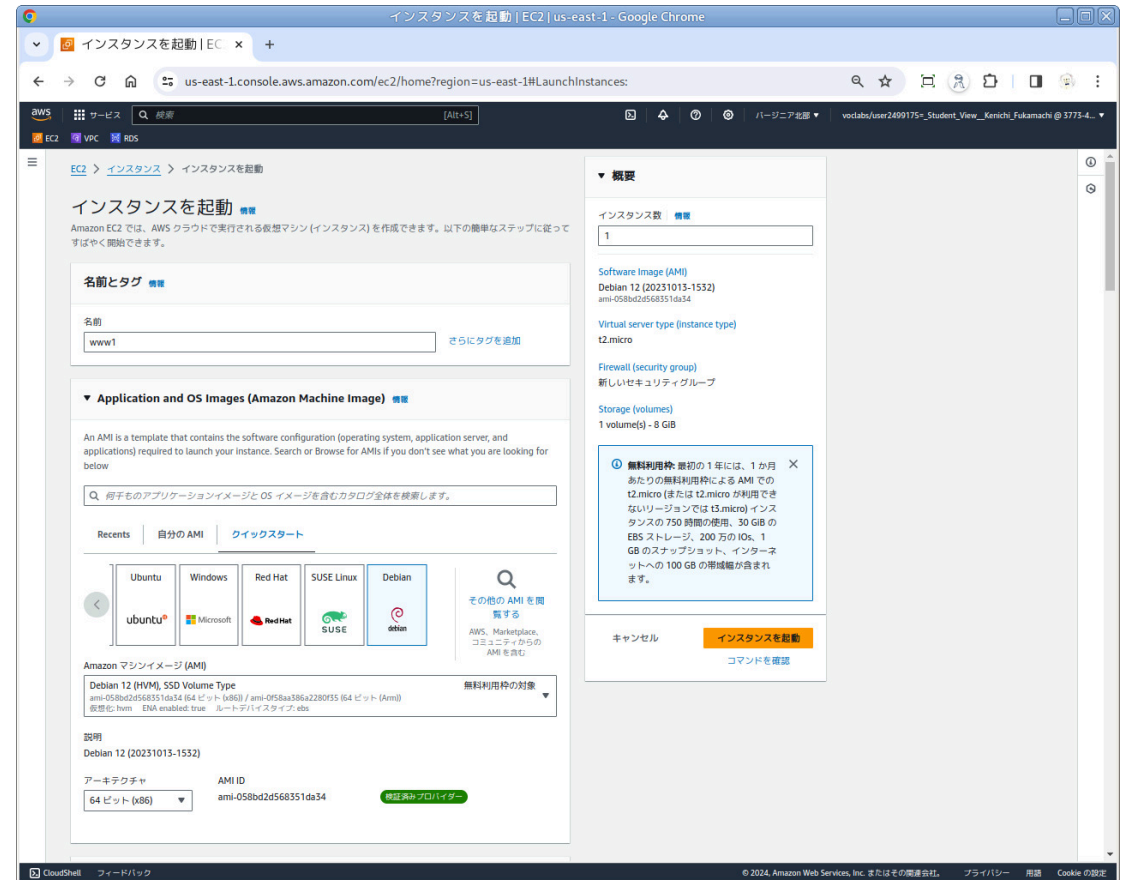 インスタンスを起動 | EC2 | us-east-1 - Google Chrome
インスタンスを起動 | EC
us-east-1.console.aws.amazon.com/ec2/home?region=us-east-1#LaunchInstances:
aws サービス 検索 [Alt+S] バージニア北部 voclabs/user2499175=_Student_View__Kenichi_Fukamachi @ 3773-4...
EC2 VPC RDS
EC2 > インスタンス > インスタンスを起動
インスタンスを起動 情報
Amazon EC2 では、AWS クラウドで実行される仮想マシン (インスタンス) を作成できます。以下の簡単なステップに従って
すばやく開始できます。
名前とタグ 情報
名前
www1
さらにタグを追加
Application and OS Images (Amazon Machine Image) 情報
An AMI is a template that contains the software configuration (operating system, application server, and
applications) required to launch your instance. Search or Browse for AMIs if you don't see what you are looking for
below
何千ものアプリケーションイメージと OS イメージを含むカタログ全体を検索します。
Recents 自分の AMI クイックスタート
Ubuntu Windows Red Hat SUSE Linux Debian
ubuntu Microsoft Red Hat SUSE debian
その他の AMI を閲
覧する
AWS、Marketplace、
コミュニティからの
AMI を含む
Amazon マシンイメージ (AMI)
Debian 12 (HVM), SSD Volume Type 無料利用枠の対象
ami-058bd2d568351da34 (64 ビット (x86)) / ami-0f58aa386a2280f35 (64 ビット (Arm))
仮想化: hvm ENA enabled: true ルートデバイスタイプ: ebs
説明
Debian 12 (20231013-1532)
アーキテクチャ AMI ID
64 ビット (x86) ami-058bd2d568351da34 検証済みプロバイダー
概要
インスタンス数 情報
1
Software Image (AMI)
Debian 12 (20231013-1532)
ami-058bd2d568351da34
Virtual server type (instance type)
t2.micro
Firewall (security group)
新しいセキュリティグループ
Storage (volumes)
1 volume(s) - 8 GiB
無料利用枠: 最初の 1 年には、1 か月
あたりの無料利用枠による AMI での
t2.micro (または t2.micro が利用でき
ないリージョンでは t3.micro) インス
タンスの 750 時間の使用、30 GiB の
EBS ストレージ、200 万の IOs、1
GB のスナップショット、インターネ
ットへの 100 GB の帯域幅が含まれ
ます。
キャンセル インスタンスを起動
コマンドを確認
CloudShell フィードバック © 2024, Amazon Web Services, Inc. またはその関連会社。 プライバシー 用語 Cookie の設定